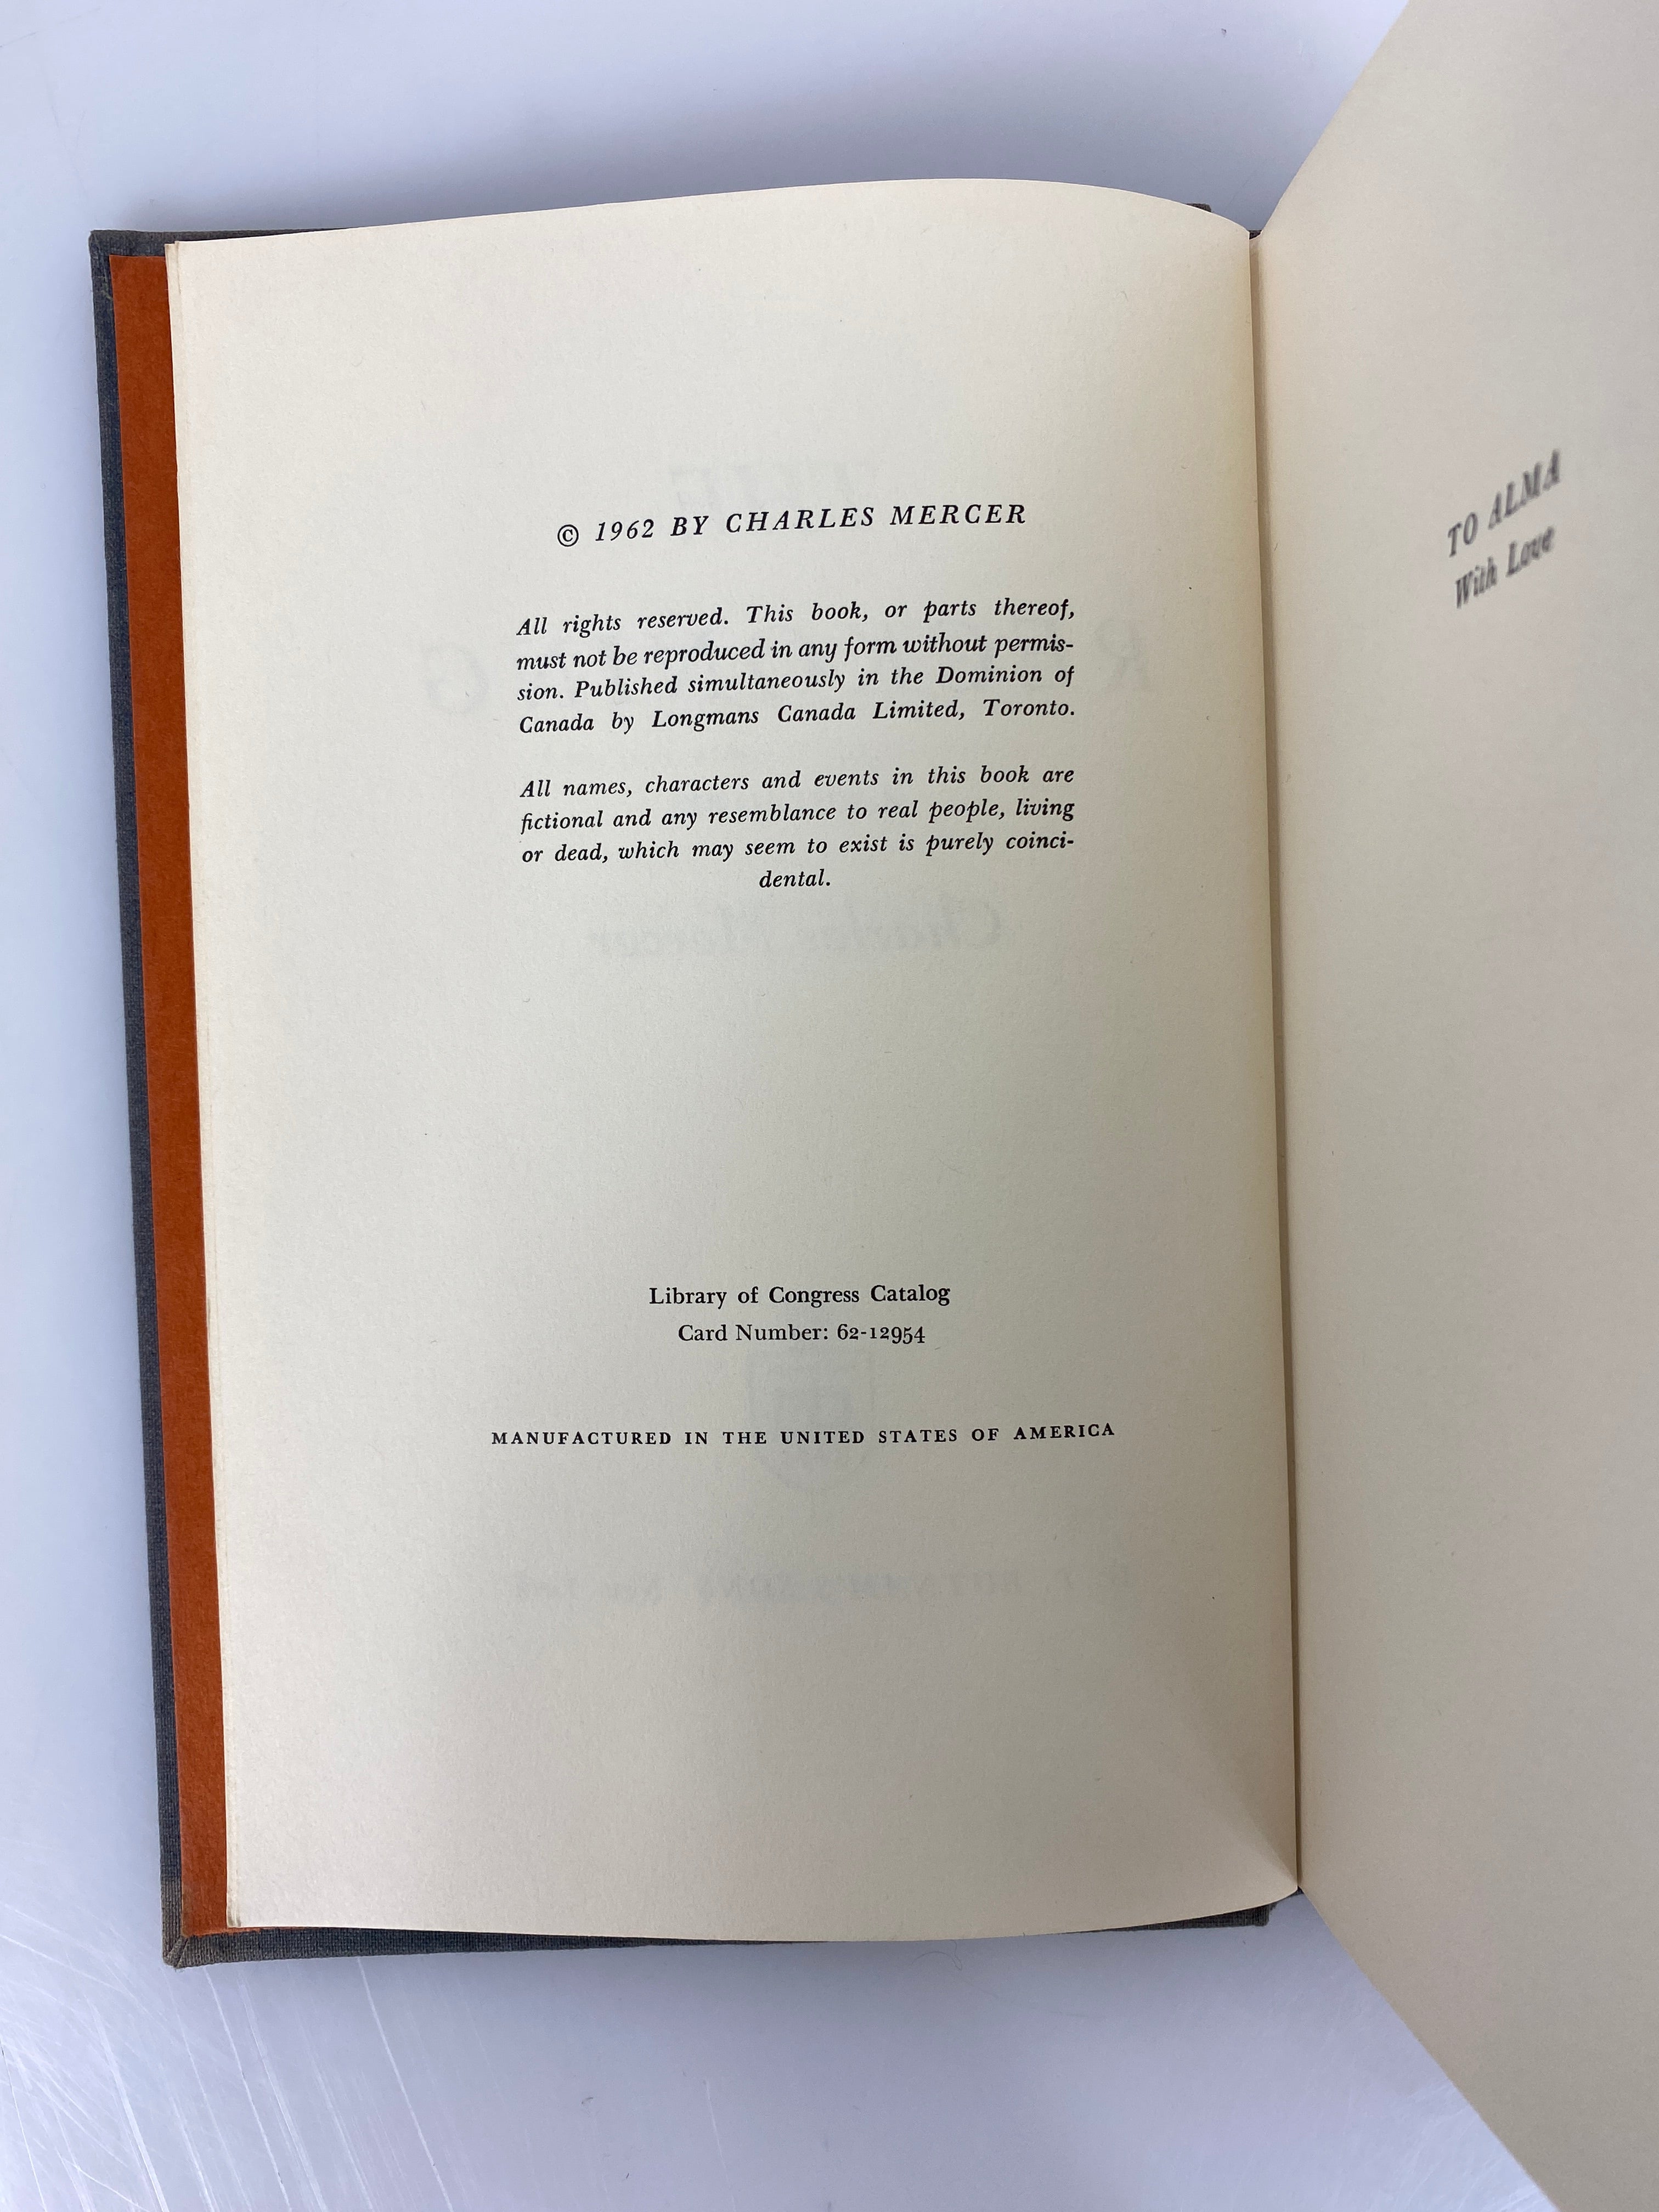 © 1962 BY CHARLES MERCER
All rights reserved. This book, or parts thereof,
must not be reproduced in any form without permis-
sion. Published simultaneously in the Dominion of
Canada by Longmans Canada Limited, Toronto.
All names, characters and events in this book are
fictional and any resemblance to real people, living
or dead, which may seem to exist is purely coinci-
dental.
Charles Mercer
Library of Congress Catalog
Card Number: 62-12954
MANUFACTURED IN THE UNITED STATES OF AMERICA
TO ALMA
With Love